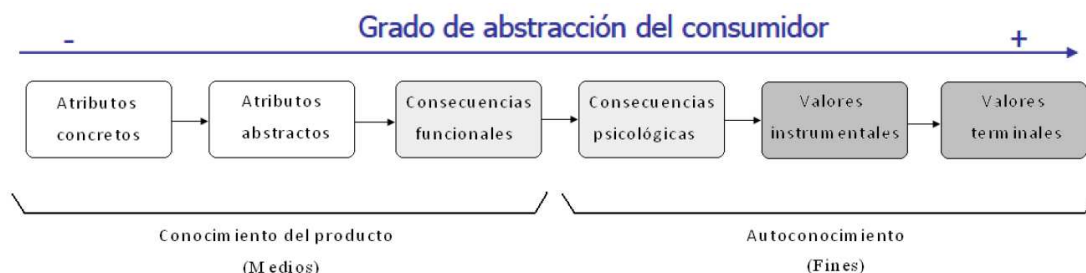 Grado de abstracción del consumidor
- +
Atributos
concretos
Atributos
abstractos
Consecuencias
funcionales
Consecuencias
psicológicas
Valores
instrumentales
Valores
terminales
Conocimiento del producto
(Medios)
Autoconocimiento
(Fines)